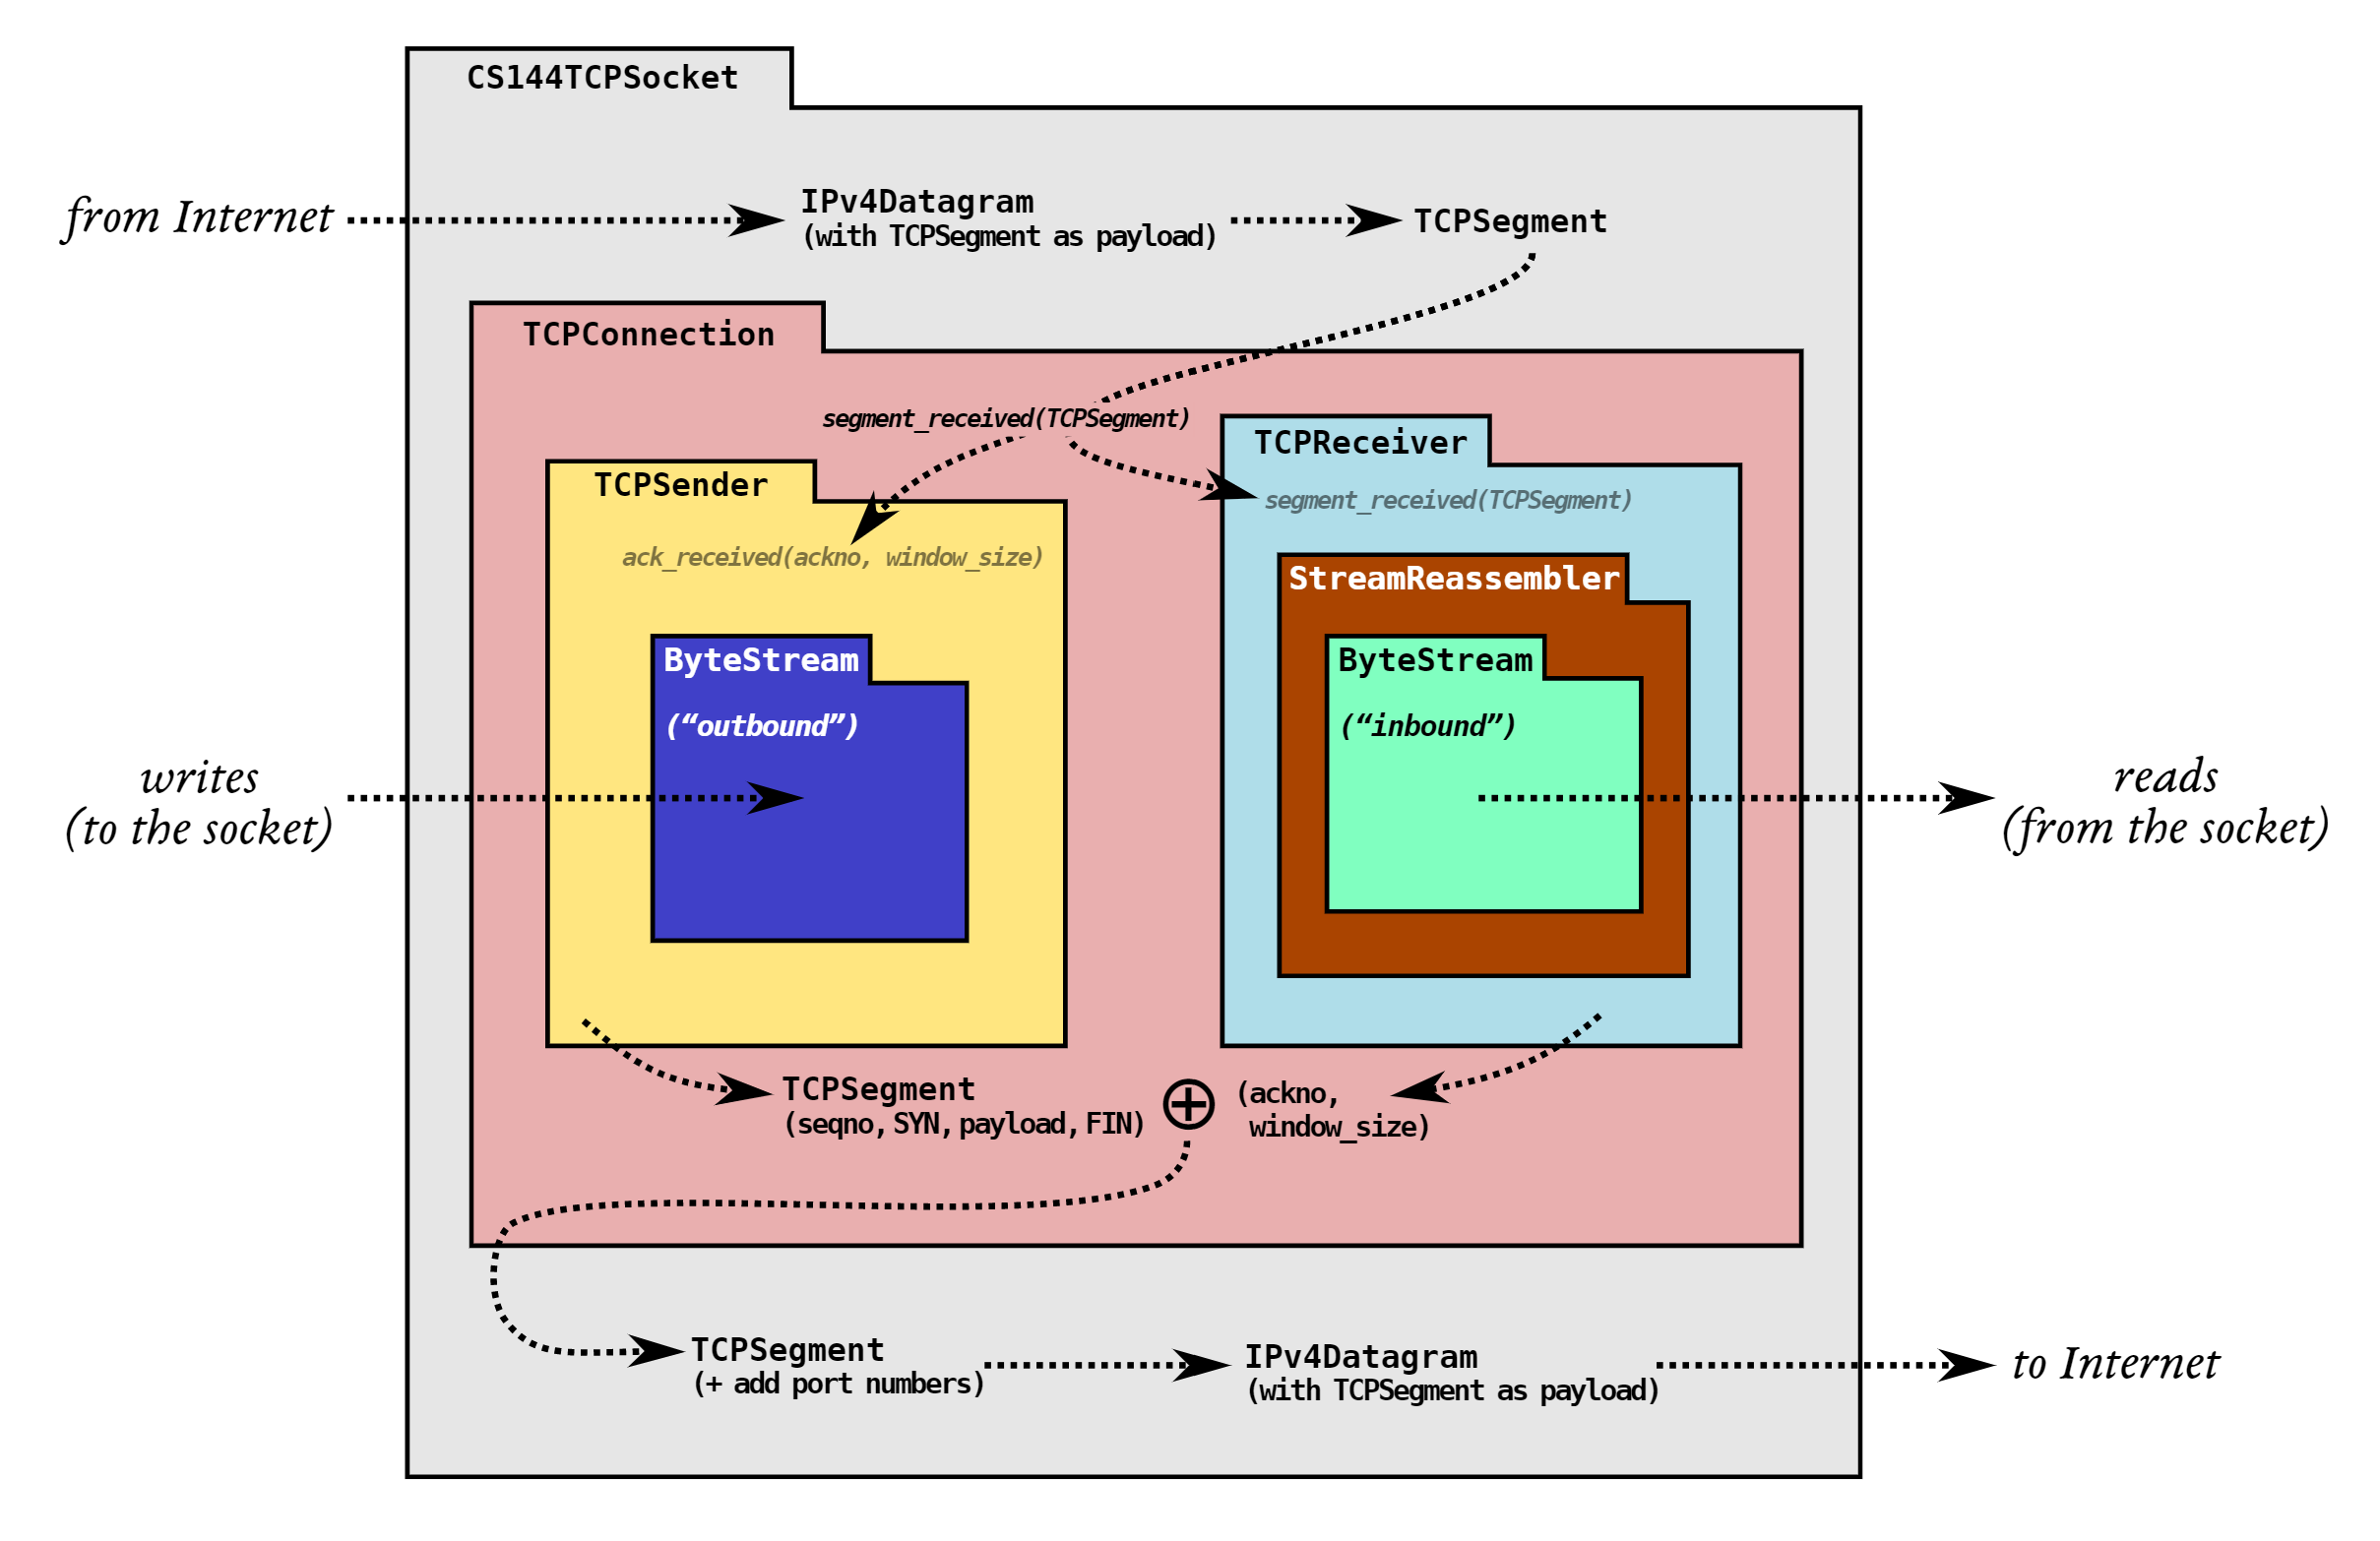 CS144TCPSocket
from Internet
IPv4Datagram
(with TCPSegment as payload)
TCPSegment
TCPConnection
segment_received(TCPSegment)
TCPSender
ack_received(ackno, window_size)
ByteStream
(“outbound”)
TCPReceiver
segment_received(TCPSegment)
StreamReassembler
ByteStream
(“inbound”)
writes
(to the socket)
reads
(from the socket)
TCPSegment
(seqno, SYN, payload, FIN)
(ackno,
window_size)
TCPSegment
(+ add port numbers)
IPv4Datagram
(with TCPSegment as payload)
to Internet